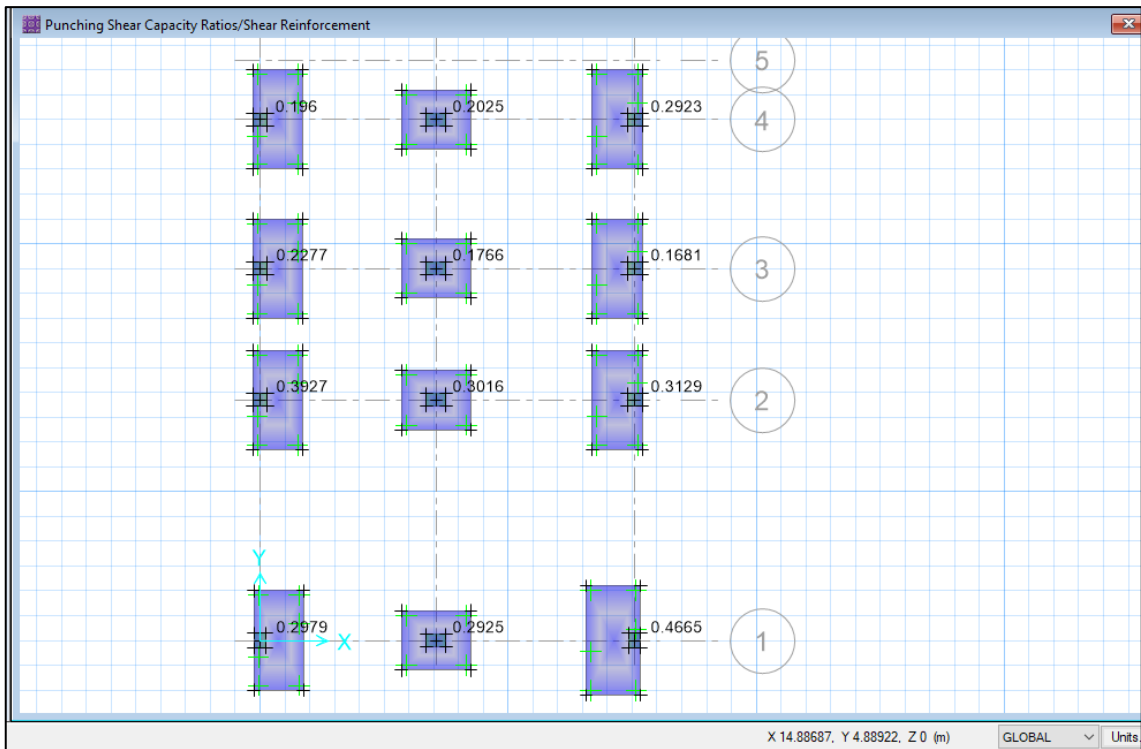 Punching Shear Capacity Ratios/Shear Reinforcement
5
0.196 0.2025 0.2923 4
0.2277 0.1766 0.1681 3
0.3927 0.3016 0.3129 2
Y
0.2979 X 0.2925 0.4665 1
X 14.88687, Y 4.88922, Z 0 (m) GLOBAL Units